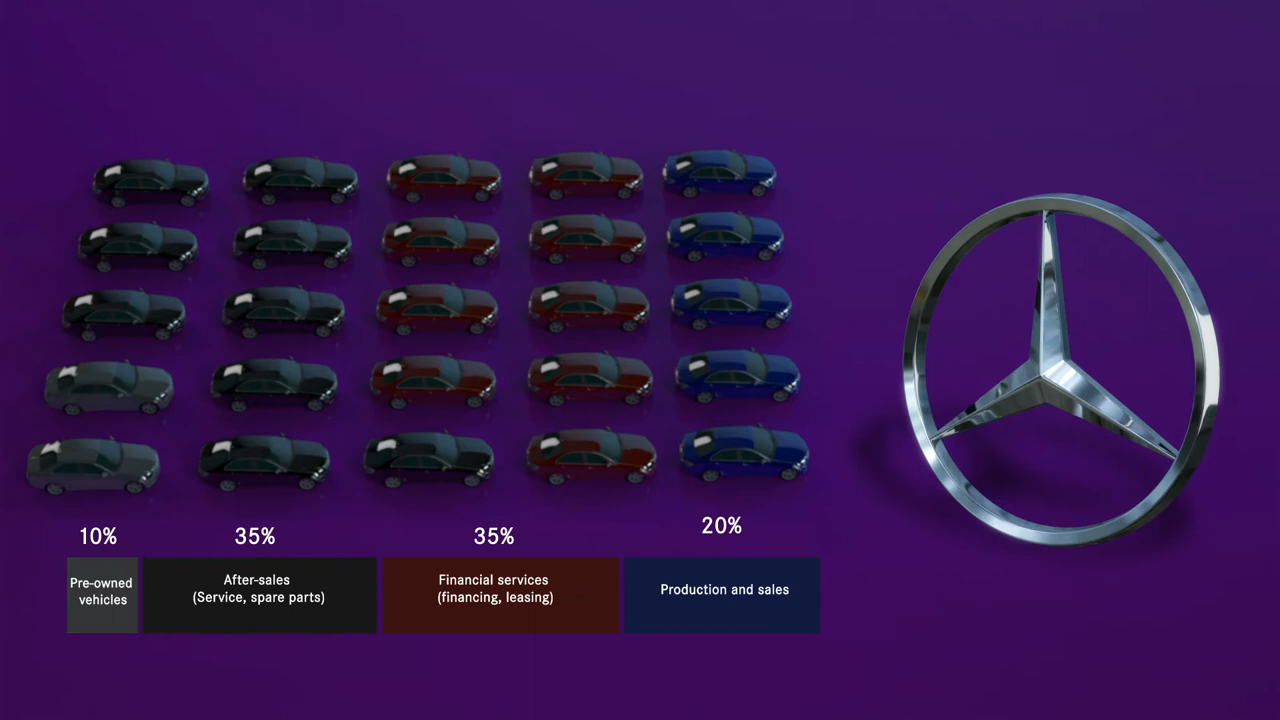 10%
35%
35%
20%
Pre-owned
vehicles
After-sales
(Service, spare parts)
Financial services
(financing, leasing)
Production and sales